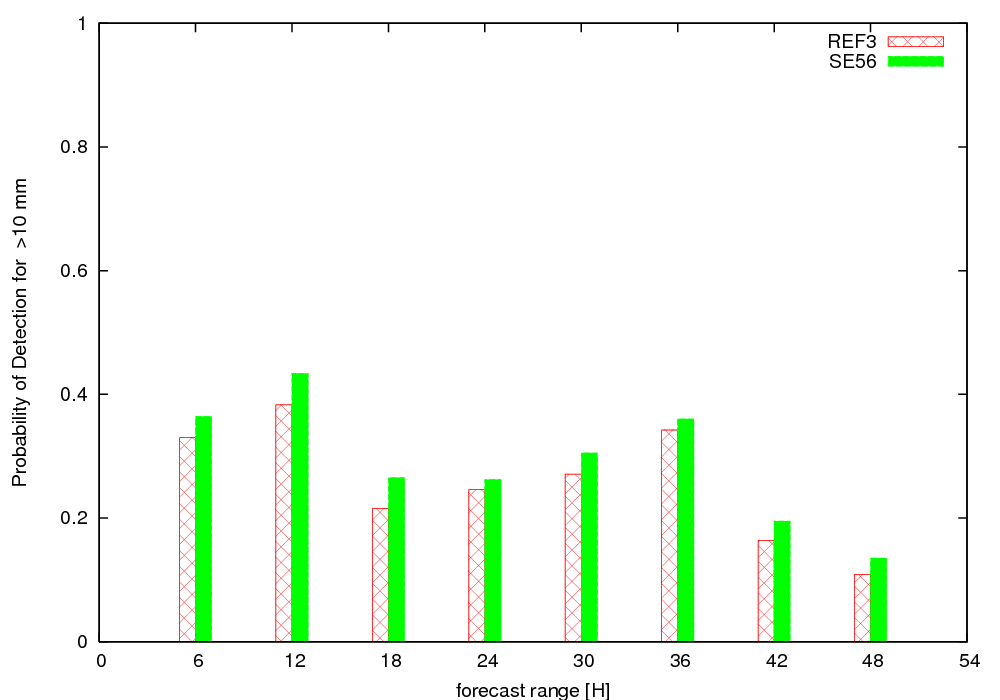 1
REF3
SE56
0.8
0.6
0.4
0.2
0
Probability of Detection for >10 mm
0 6 12 18 24 30 36 42 48 54
forecast range [H]